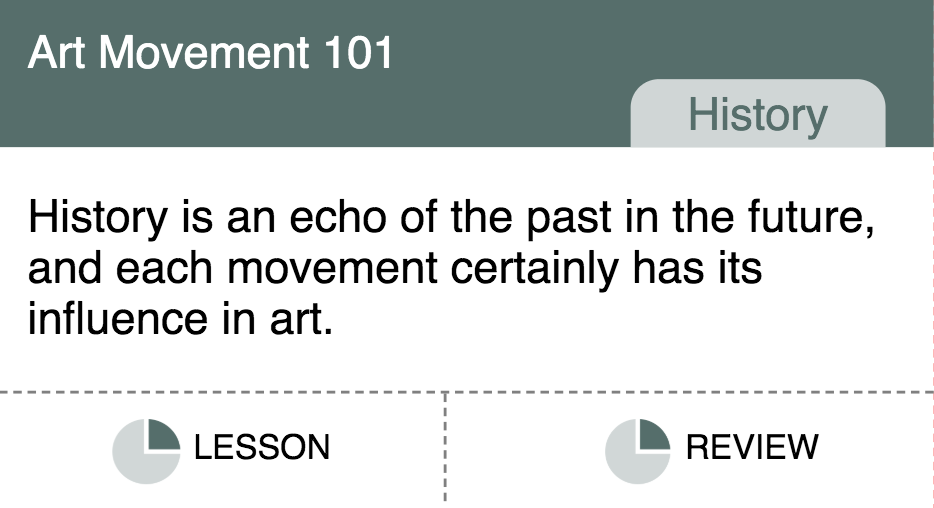 Art Movement 101
History
History is an echo of the past in the future,
and each movement certainly has its
influence in art.
LESSON
REVIEW